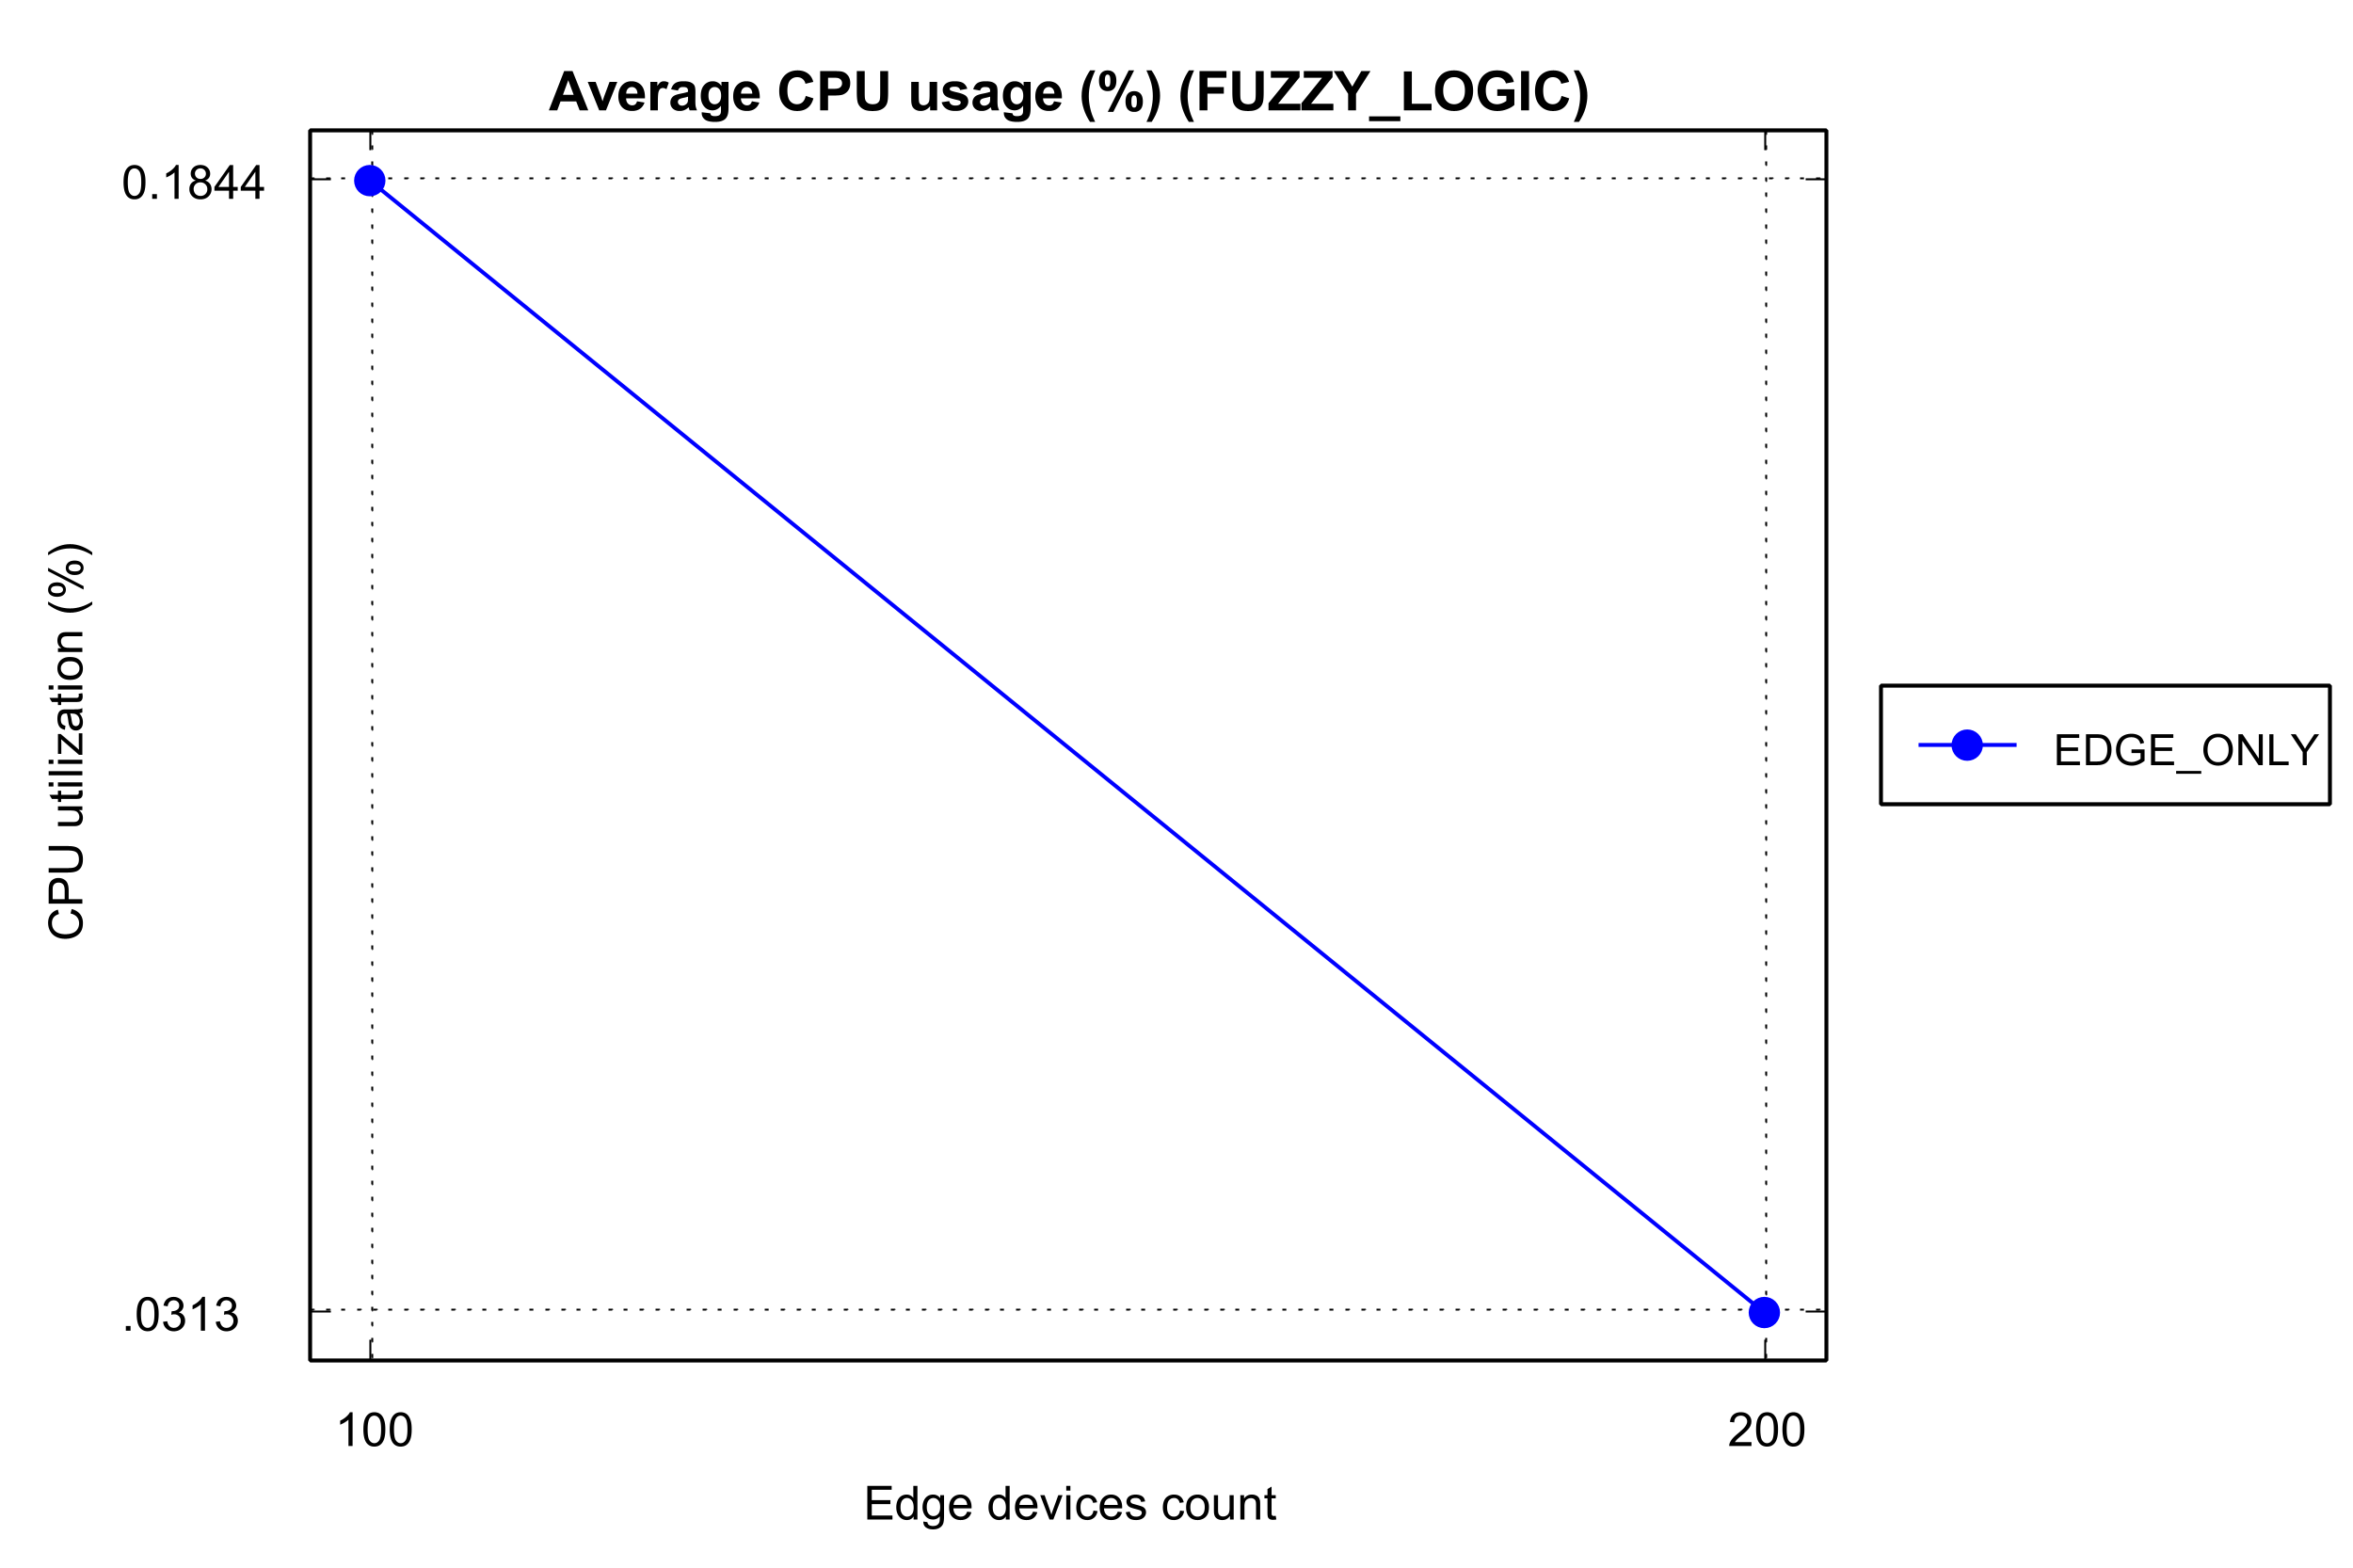 Average CPU usage (%) (FUZZY_LOGIC)
0.1844
CPU utilization (%)
EDGE_ONLY
.0313
100
200
Edge devices count